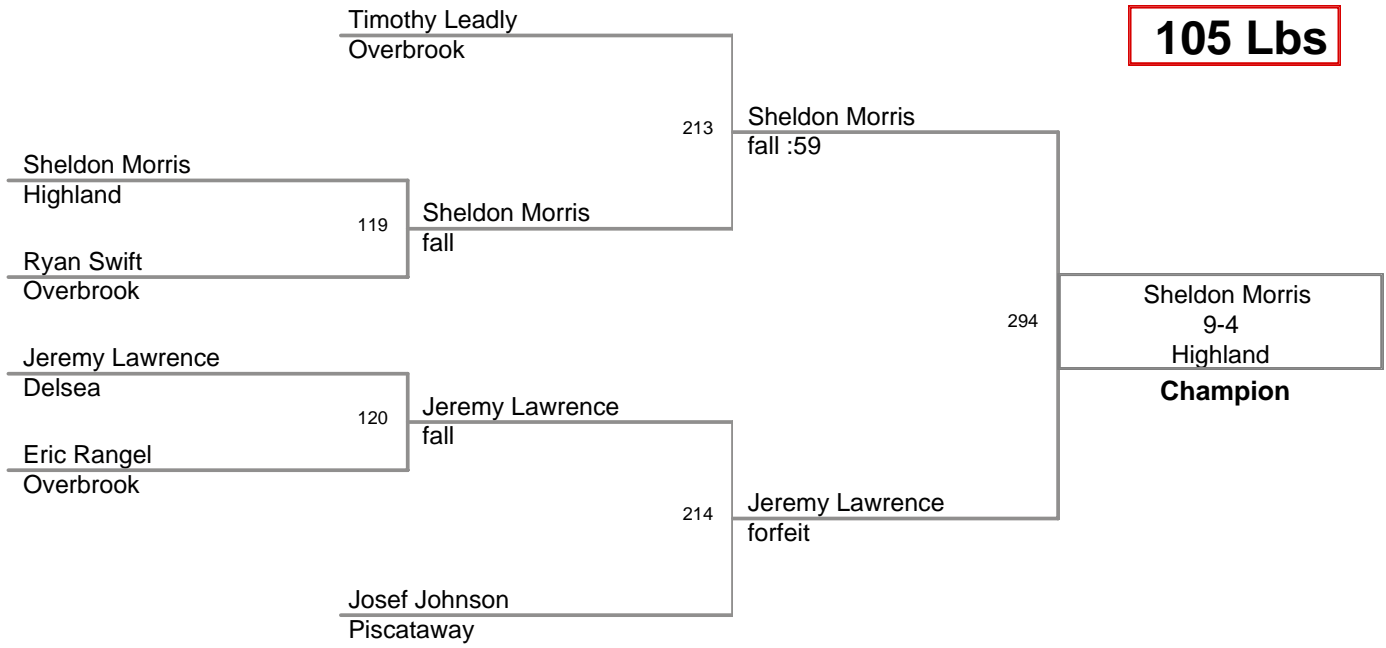 Timothy Leadly
Overbrook
105 Lbs
213
Sheldon Morris
fall :59
Sheldon Morris
Highland
119
Sheldon Morris
fall
Ryan Swift
Overbrook
294
Sheldon Morris
9-4
Highland
Champion
Jeremy Lawrence
Delsea
120
Jeremy Lawrence
fall
Eric Rangel
Overbrook
214
Jeremy Lawrence
forfeit
Josef Johnson
Piscataway